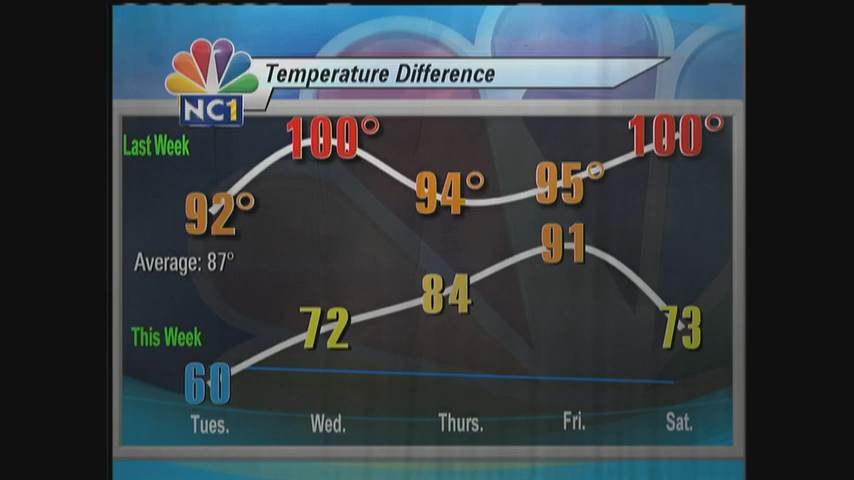 Temperature Difference
NC1
Last Week
92° 100° 94° 95° 100°
Average: 87°
This Week
60 72 84 91 73
Tues. Wed. Thurs. Fri. Sat.